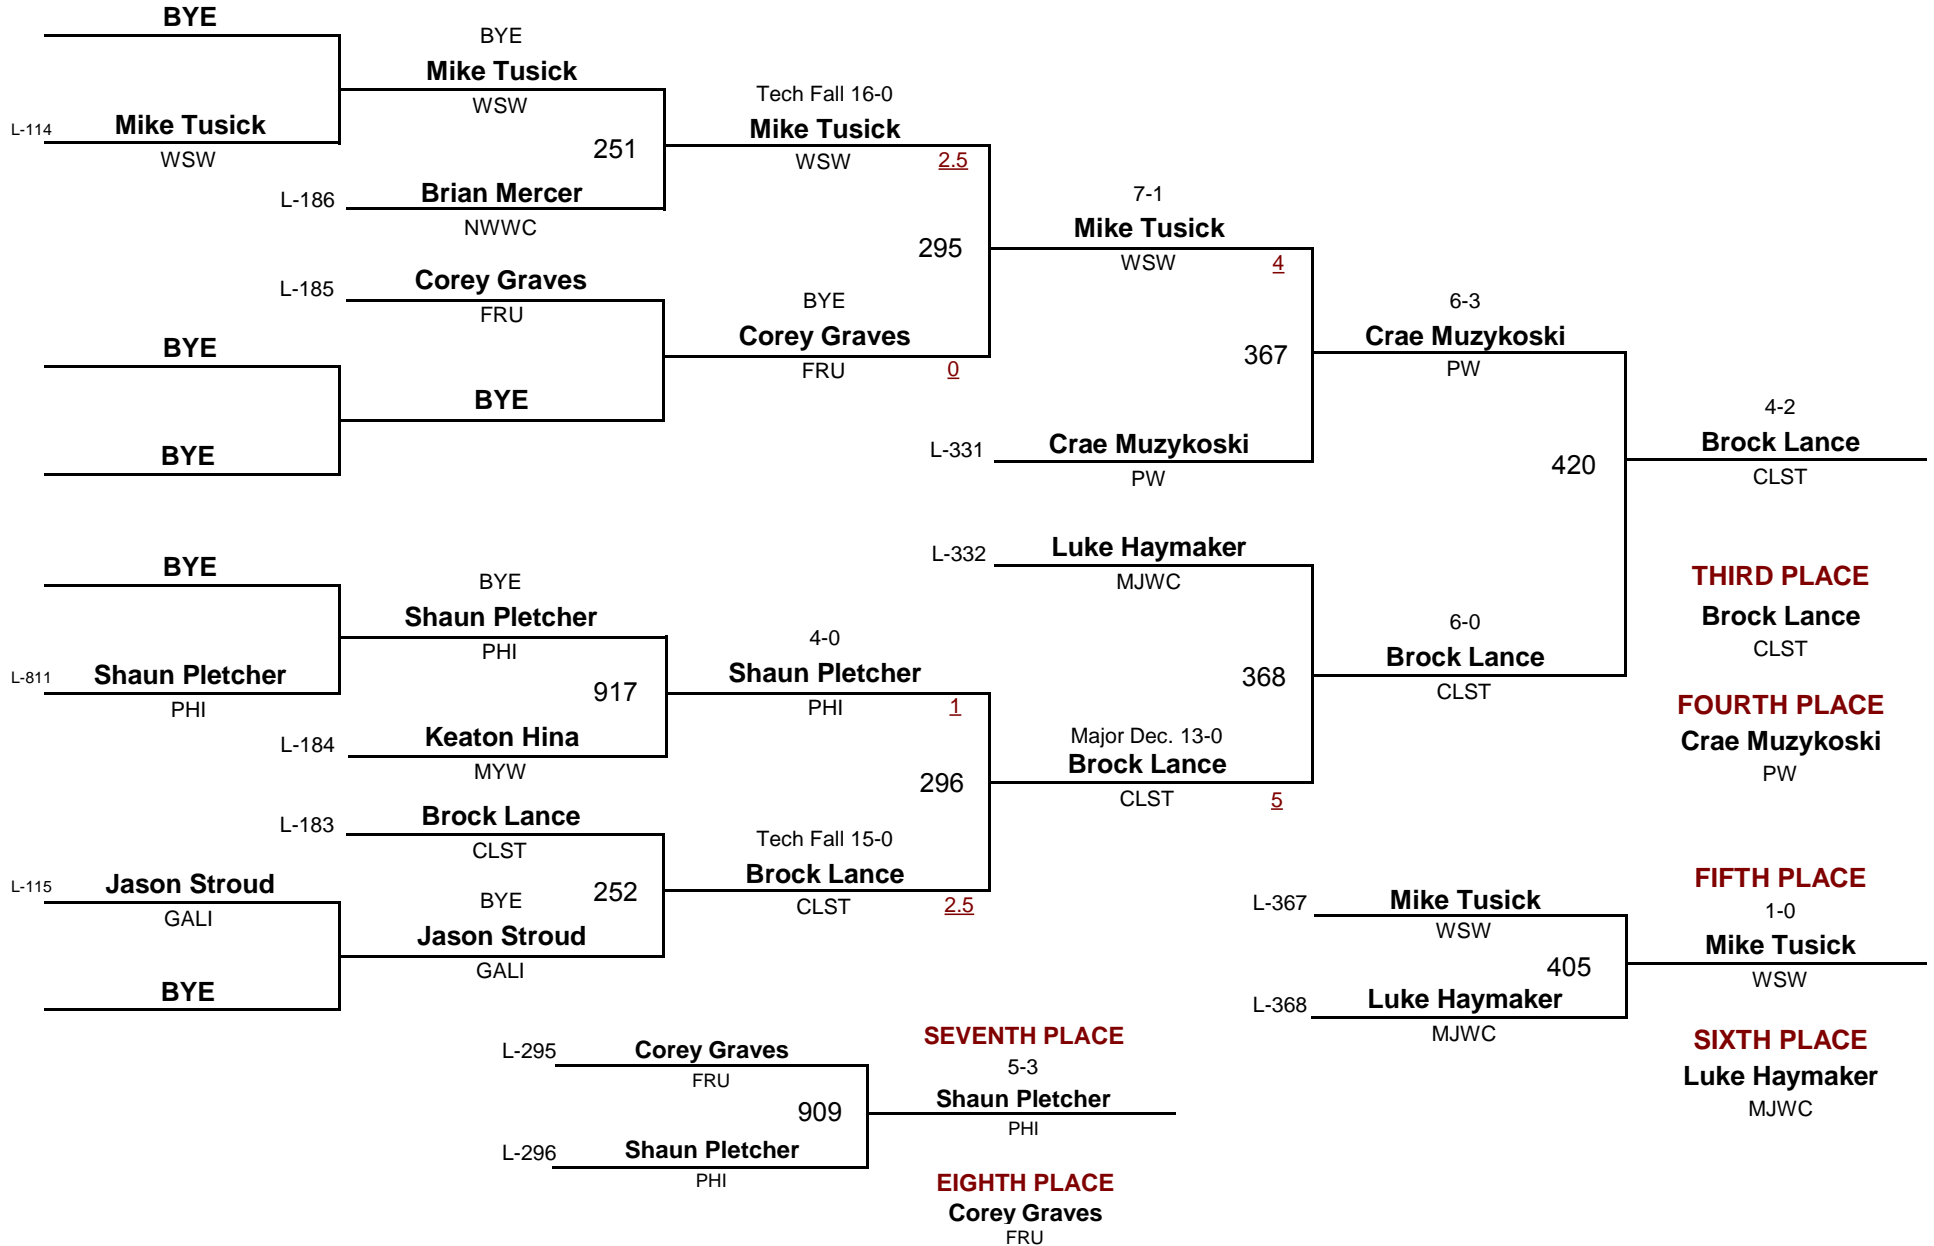 BYE
BYE
Mike Tusick
WSW
L-114
Mike Tusick
WSW
251
L-186
Brian Mercer
NWWC
Tech Fall 16-0
Mike Tusick
WSW
2.5
L-185
Corey Graves
FRU
295
BYE
Corey Graves
FRU
0
BYE
BYE
BYE
7-1
Mike Tusick
WSW
4
367
L-331
Crae Muzykoski
PW
6-3
Crae Muzykoski
PW
420
4-2
Brock Lance
CLST
BYE
BYE
Shaun Pletcher
PHI
L-811
Shaun Pletcher
PHI
917
L-184
Keaton Hina
MYW
4-0
Shaun Pletcher
PHI
1
L-332
Luke Haymaker
MJWC
368
296
Major Dec. 13-0
Brock Lance
CLST
5
6-0
Brock Lance
CLST
THIRD PLACE
Brock Lance
CLST
FOURTH PLACE
Crae Muzykoski
PW
L-183
Brock Lance
CLST
Tech Fall 15-0
Brock Lance
CLST
2.5
L-115
Jason Stroud
GALI
BYE
252
Jason Stroud
GALI
BYE
L-367
Mike Tusick
WSW
405
L-368
Luke Haymaker
MJWC
FIFTH PLACE
1-0
Mike Tusick
WSW
SIXTH PLACE
Luke Haymaker
MJWC
L-295
Corey Graves
FRU
909
L-296
Shaun Pletcher
PHI
SEVENTH PLACE
5-3
Shaun Pletcher
PHI
EIGHTH PLACE
Corey Graves
FRU